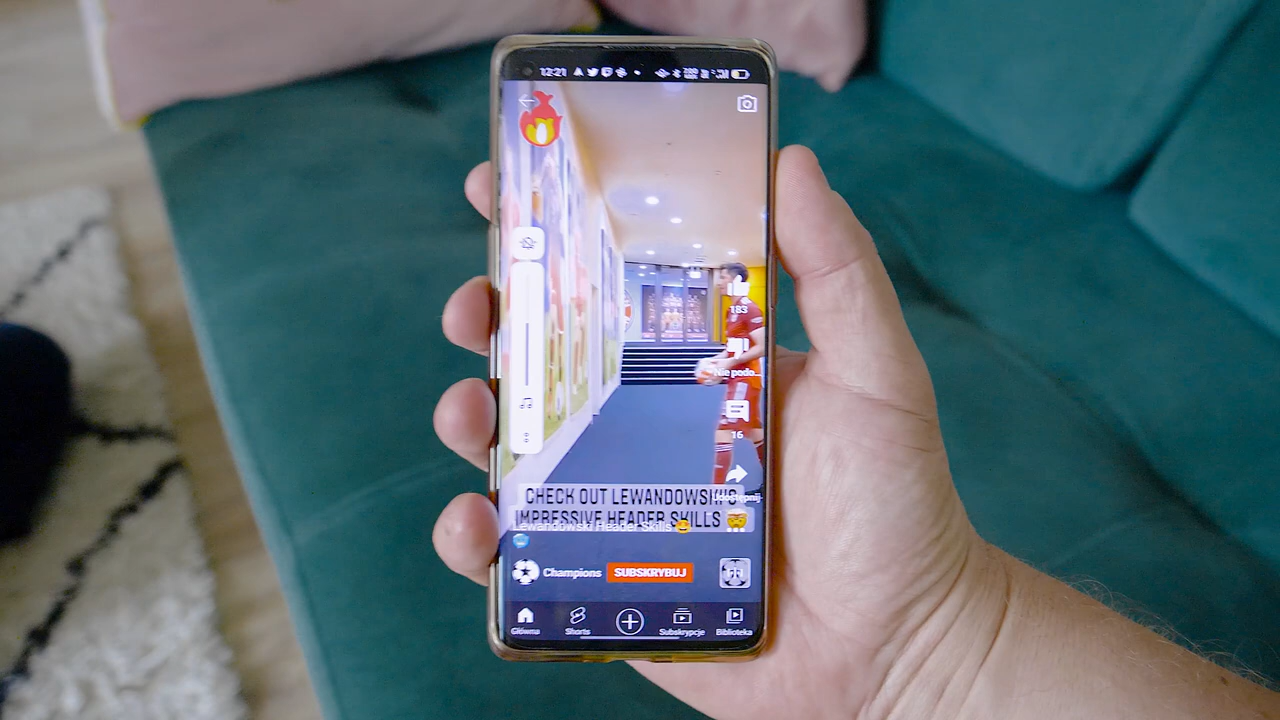 12:21
183
Nie podo...
16
CHECK OUT LEWANDOWSKI'S
IMPRESSIVE HEADER SKILLS
Lewandowski Header Skills
Champions
SUBSKRYBUJ
Główna
Shorts
Subskrypcje
Biblioteka